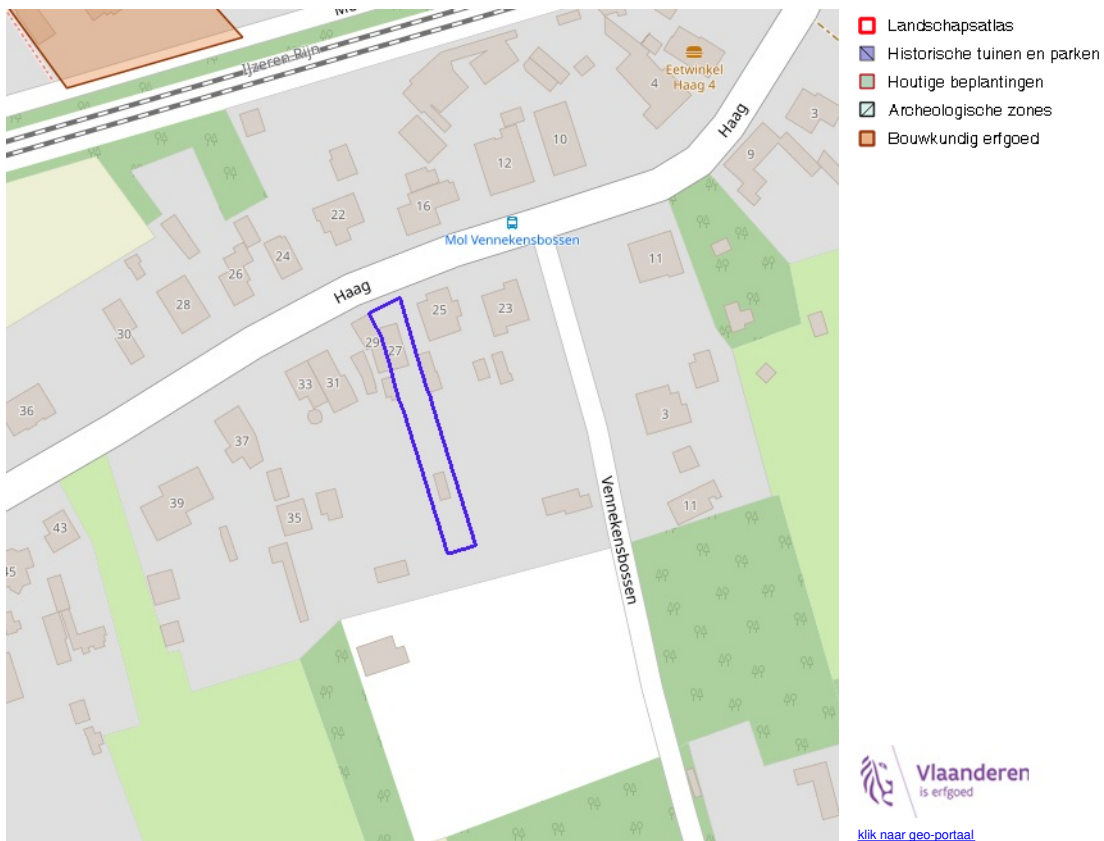 IJzeren Rijn
Eetwinkel
Haag 4
4
Haag
3
10
12
9
16
22
24
26
28
30
Mol Vennekensbossen
11
Haag
25
23
29
27
33
31
36
3
37
39
35
11
43
45
Vennekensbossen
Landschapsatlas
Historische tuinen en parken
Houtige beplantingen
Archeologische zones
Bouwkundig erfgoed
Vlaanderen
is erfgoed
klik naar geo-portaal